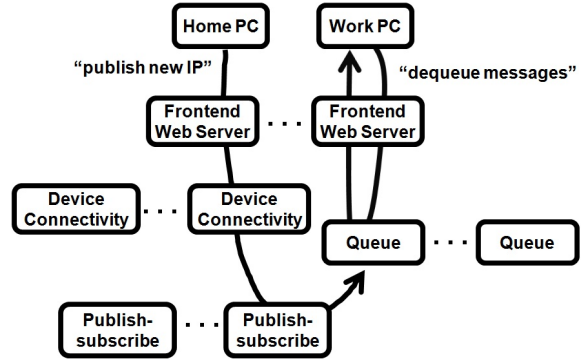 Home PC
Work PC
“publish new IP”
“dequeue messages”
Frontend
Web Server
. . .
Frontend
Web Server
Device
Connectivity
. . .
Device
Connectivity
Queue
. . .
Queue
Publish-
subscribe
. . .
Publish-
subscribe